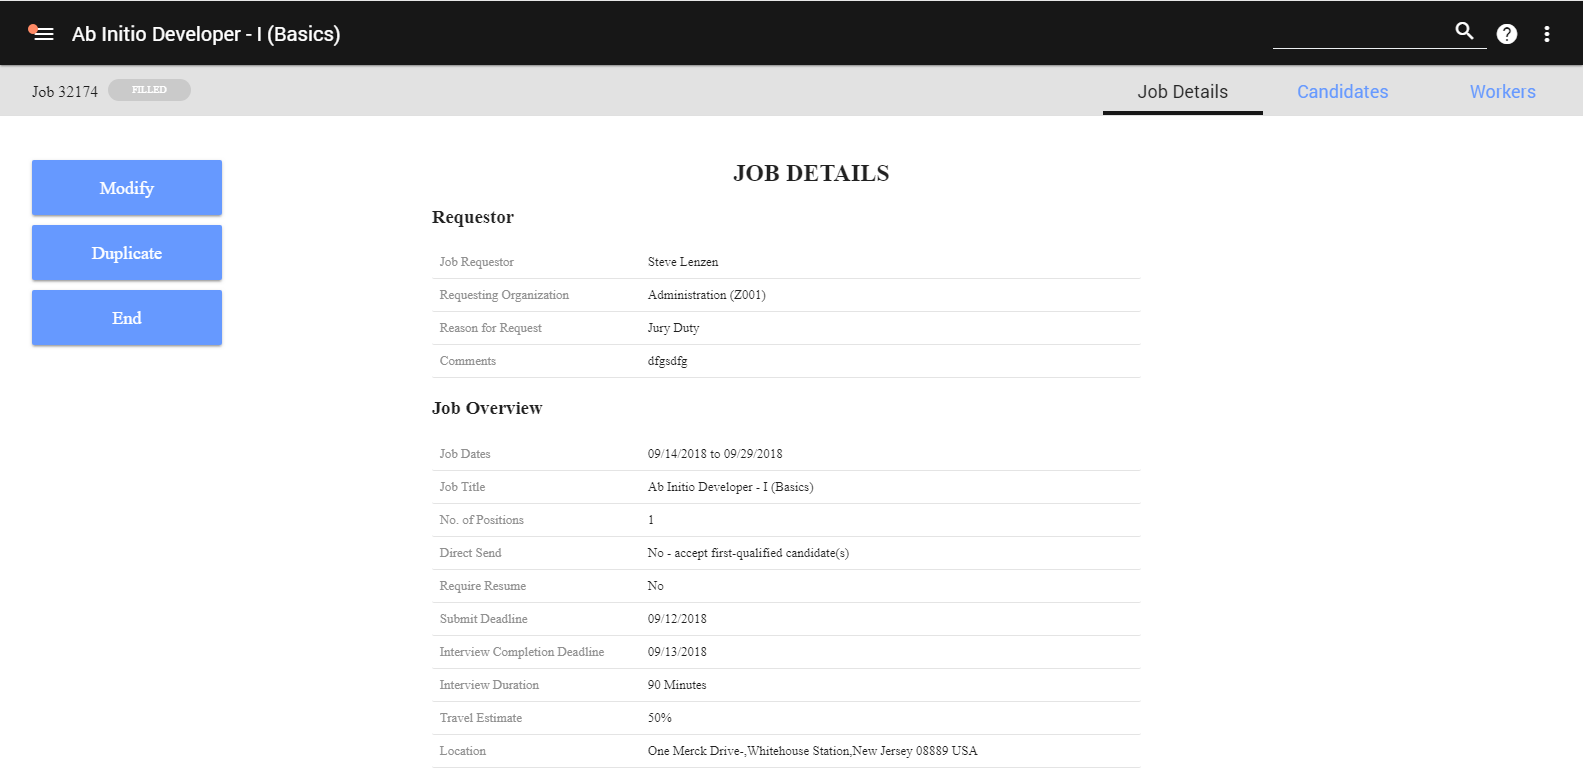 Ab Initio Developer - I (Basics)
Job 32174 FILLED
Job Details Candidates Workers
Modify
Duplicate
End
JOB DETAILS
Requestor
Job Requestor Steve Lenzen
Requesting Organization Administration (Z001)
Reason for Request Jury Duty
Comments dfgsdfg
Job Overview
Job Dates 09/14/2018 to 09/29/2018
Job Title Ab Initio Developer - I (Basics)
No. of Positions 1
Direct Send No - accept first-qualified candidate(s)
Require Resume No
Submit Deadline 09/12/2018
Interview Completion Deadline 09/13/2018
Interview Duration 90 Minutes
Travel Estimate 50%
Location One Merck Drive-,Whitehouse Station,New Jersey 08889 USA